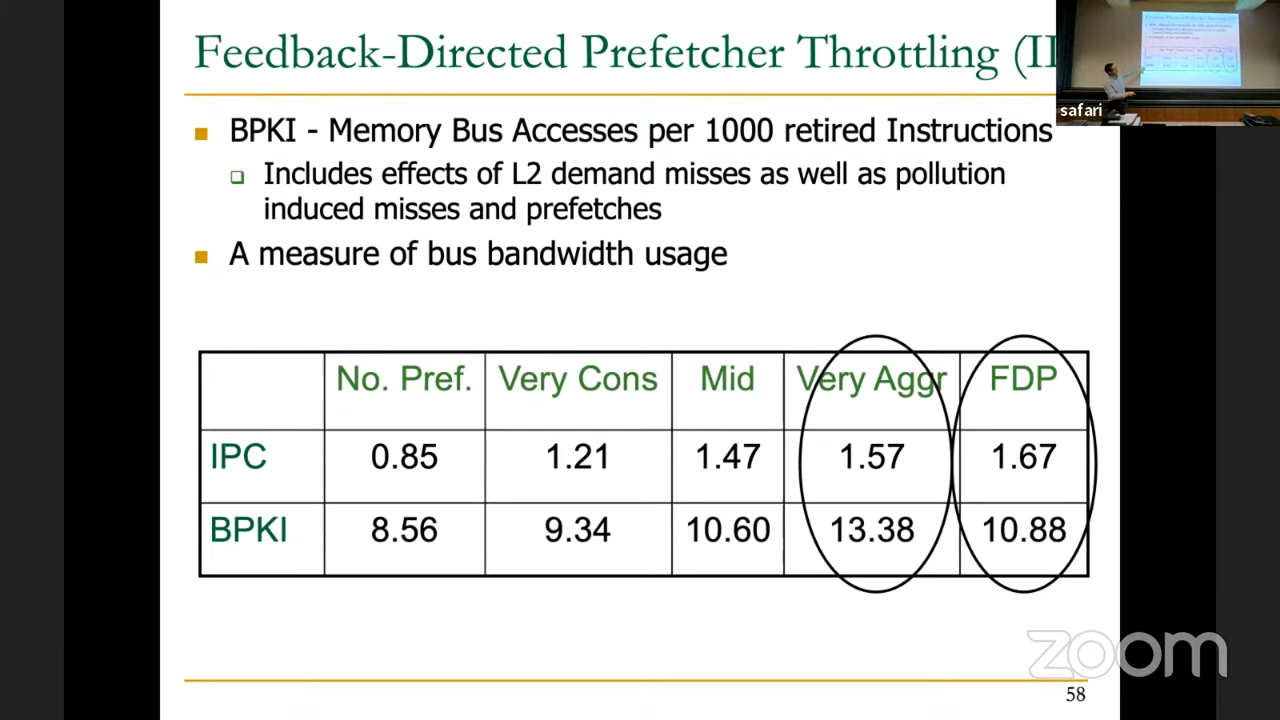 Feedback-Directed Prefetcher Throttling (II
safari
BPKI - Memory Bus Accesses per 1000 retired Instructions
Includes effects of L2 demand misses as well as pollution
induced misses and prefetches
A measure of bus bandwidth usage
No. Pref. Very Cons Mid Very Aggr FDP
IPC 0.85 1.21 1.47 1.57 1.67
BPKI 8.56 9.34 10.60 13.38 10.88
zoom
58